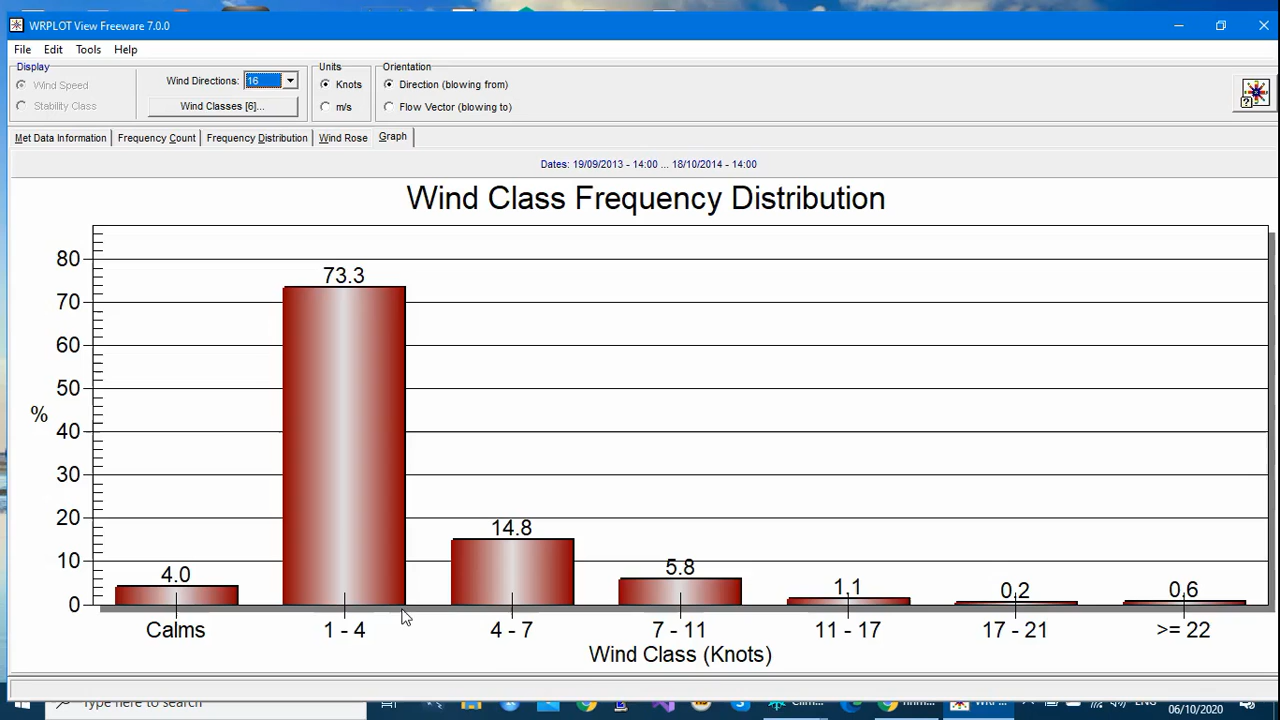 WRPLOT View Freeware 7.0.0
File Edit Tools Help
Display
Wind Speed
Stability Class
Wind Directions: 16
Wind Classes [6]...
Units
Knots
m/s
Orientation
Direction (blowing from)
Flow Vector (blowing to)
Met Data Information Frequency Count Frequency Distribution Wind Rose Graph
Dates: 19/09/2013 - 14:00 ... 18/10/2014 - 14:00
Wind Class Frequency Distribution
80
70
60
50
40
30
20
10
0
%
4.0 73.3 14.8 5.8 1.1 0.2 0.6
Calms 1 - 4 4 - 7 7 - 11 11 - 17 17 - 21 >= 22
Wind Class (Knots)
Type here to search
06/10/2020